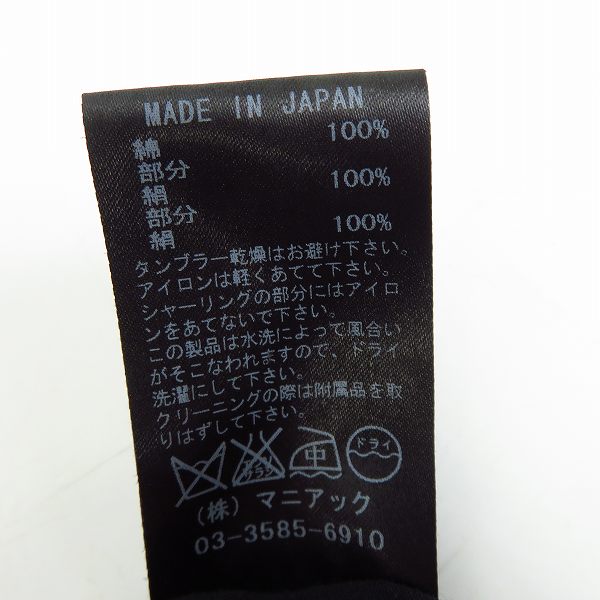 MADE IN JAPAN
綿 100%
部分
絹 100%
部分
絹 100%
タンブラー乾燥はお避け下さい。
アイロンは軽くあてて下さい。
シャーリングの部分にはアイロ
ンをあてないで下さい。
この製品は水洗によって風合い
がそこなわれますので、ドライ
洗濯にして下さい。
クリーニングの際は附属品を取
りはずして下さい。
エンソサラシ 中 ドライ
(株) マニアック
03-3585-6910